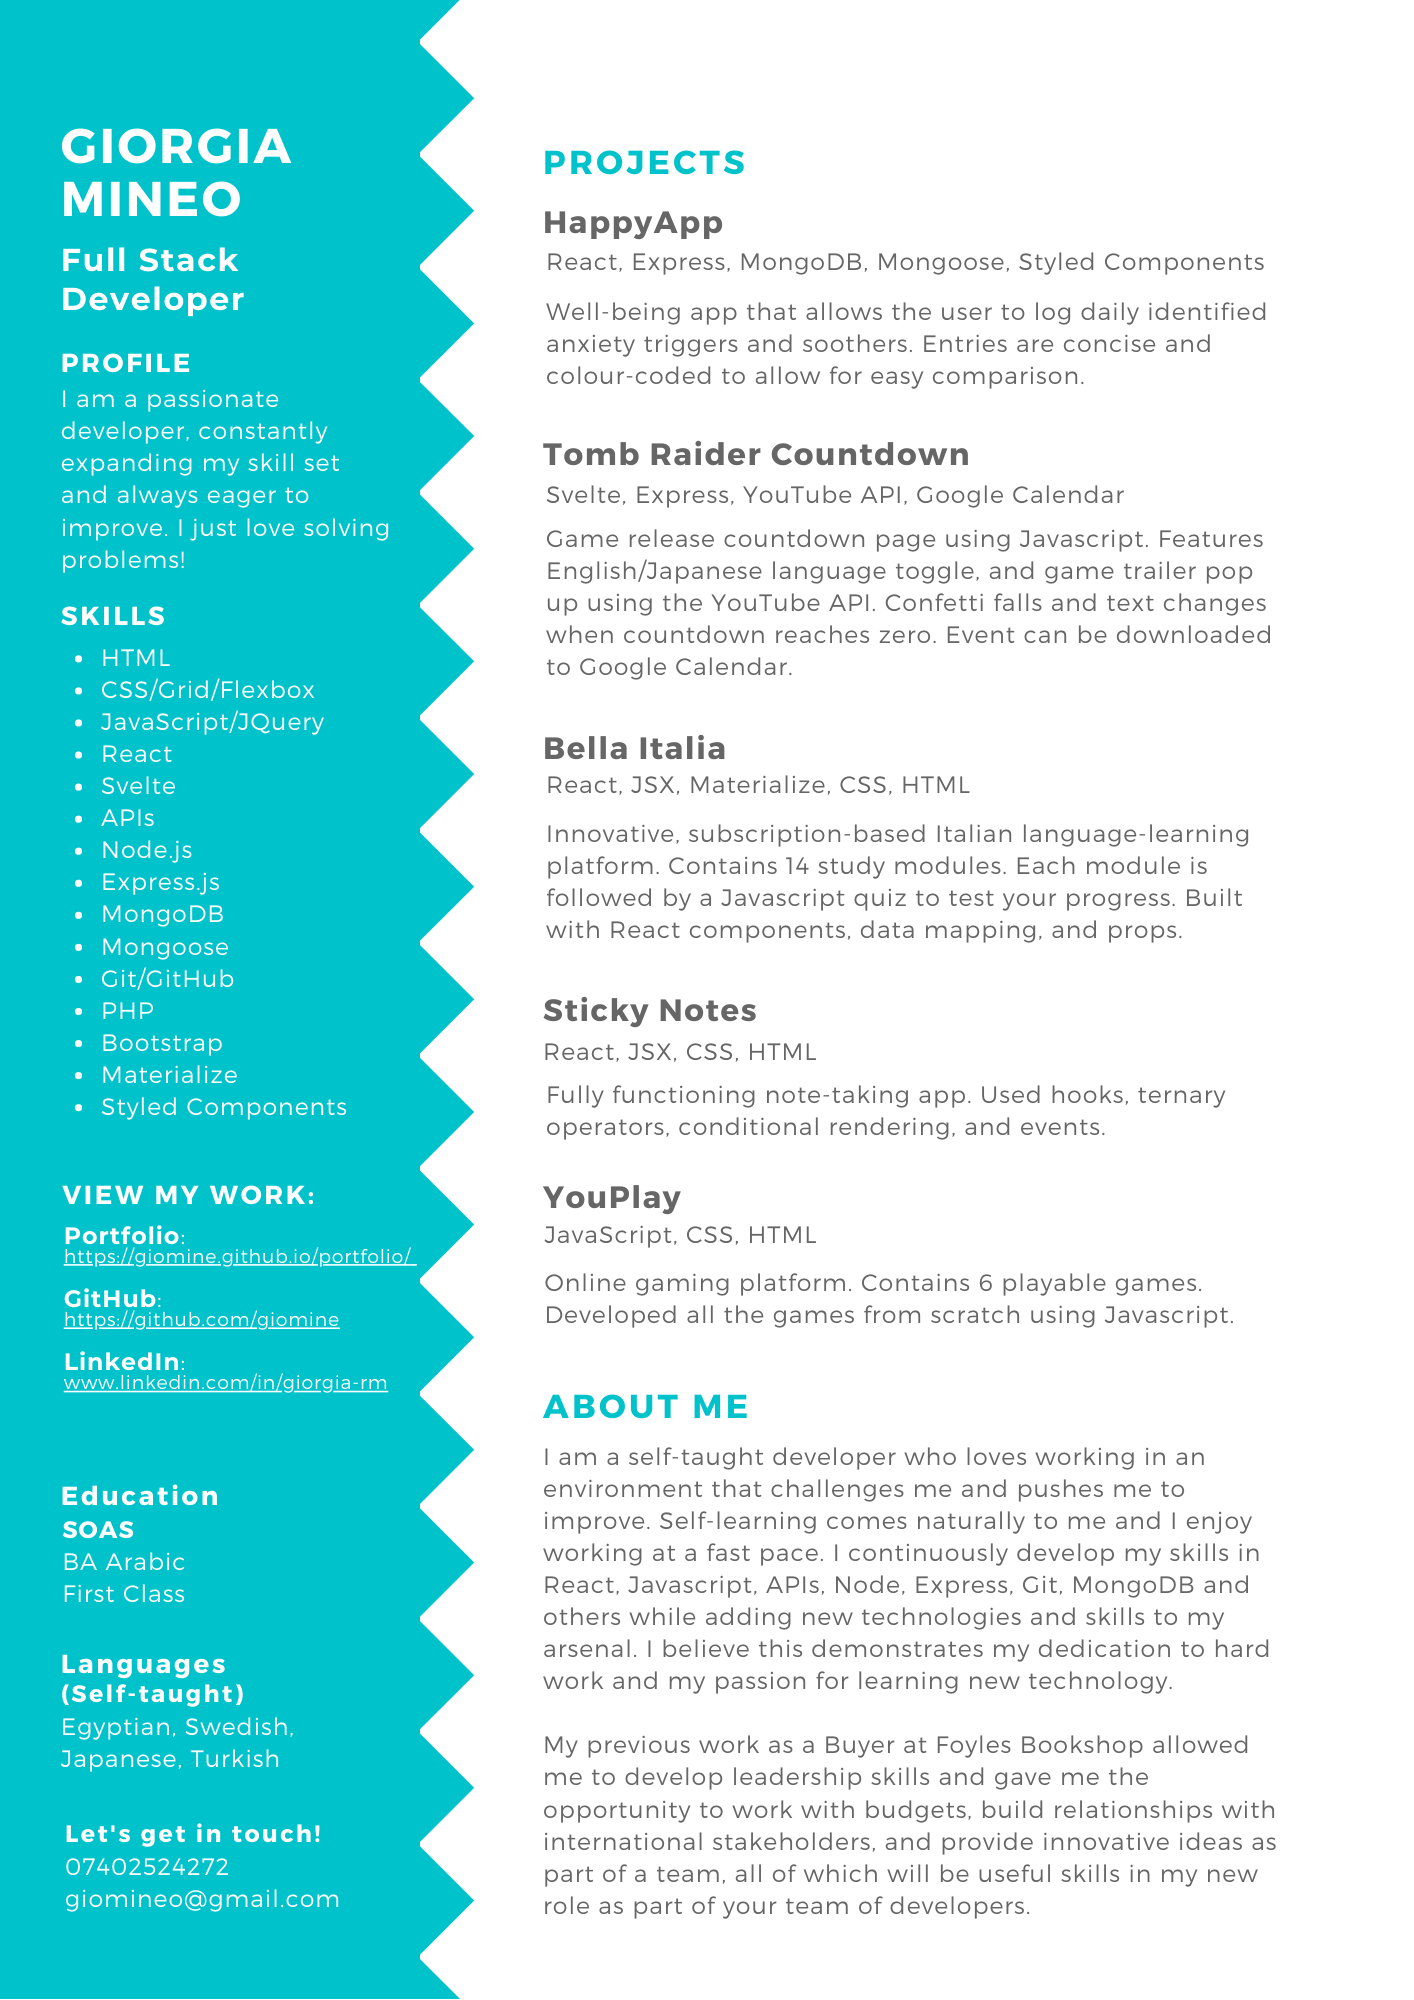 GIORGIA
MINEO
Full Stack
Developer
PROFILE
I am a passionate
developer, constantly
expanding my skill set
and always eager to
improve. I just love solving
problems!
SKILLS
• HTML
• CSS/Grid/Flexbox
• JavaScript/JQuery
• React
• Svelte
• APIs
• Node.js
• Express.js
• MongoDB
• Mongoose
• Git/GitHub
• PHP
• Bootstrap
• Materialize
• Styled Components
VIEW MY WORK:
Portfolio:
https://giomine.github.io/portfolio/
GitHub:
https://github.com/giomine
LinkedIn:
www.linkedin.com/in/giorgia-rm
Education
SOAS
BA Arabic
First Class
Languages
(Self-taught)
Egyptian, Swedish,
Japanese, Turkish
Let's get in touch!
07402524272
giomineo@gmail.com
PROJECTS
HappyApp
React, Express, MongoDB, Mongoose, Styled Components
Well-being app that allows the user to log daily identified
anxiety triggers and soothers. Entries are concise and
colour-coded to allow for easy comparison.
Tomb Raider Countdown
Svelte, Express, YouTube API, Google Calendar
Game release countdown page using Javascript. Features
English/Japanese language toggle, and game trailer pop
up using the YouTube API. Confetti falls and text changes
when countdown reaches zero. Event can be downloaded
to Google Calendar.
Bella Italia
React, JSX, Materialize, CSS, HTML
Innovative, subscription-based Italian language-learning
platform. Contains 14 study modules. Each module is
followed by a Javascript quiz to test your progress. Built
with React components, data mapping, and props.
Sticky Notes
React, JSX, CSS, HTML
Fully functioning note-taking app. Used hooks, ternary
operators, conditional rendering, and events.
YouPlay
JavaScript, CSS, HTML
Online gaming platform. Contains 6 playable games.
Developed all the games from scratch using Javascript.
ABOUT ME
I am a self-taught developer who loves working in an
environment that challenges me and pushes me to
improve. Self-learning comes naturally to me and I enjoy
working at a fast pace. I continuously develop my skills in
React, Javascript, APIs, Node, Express, Git, MongoDB and
others while adding new technologies and skills to my
arsenal. I believe this demonstrates my dedication to hard
work and my passion for learning new technology.
My previous work as a Buyer at Foyles Bookshop allowed
me to develop leadership skills and gave me the
opportunity to work with budgets, build relationships with
international stakeholders, and provide innovative ideas as
part of a team, all of which will be useful skills in my new
role as part of your team of developers.